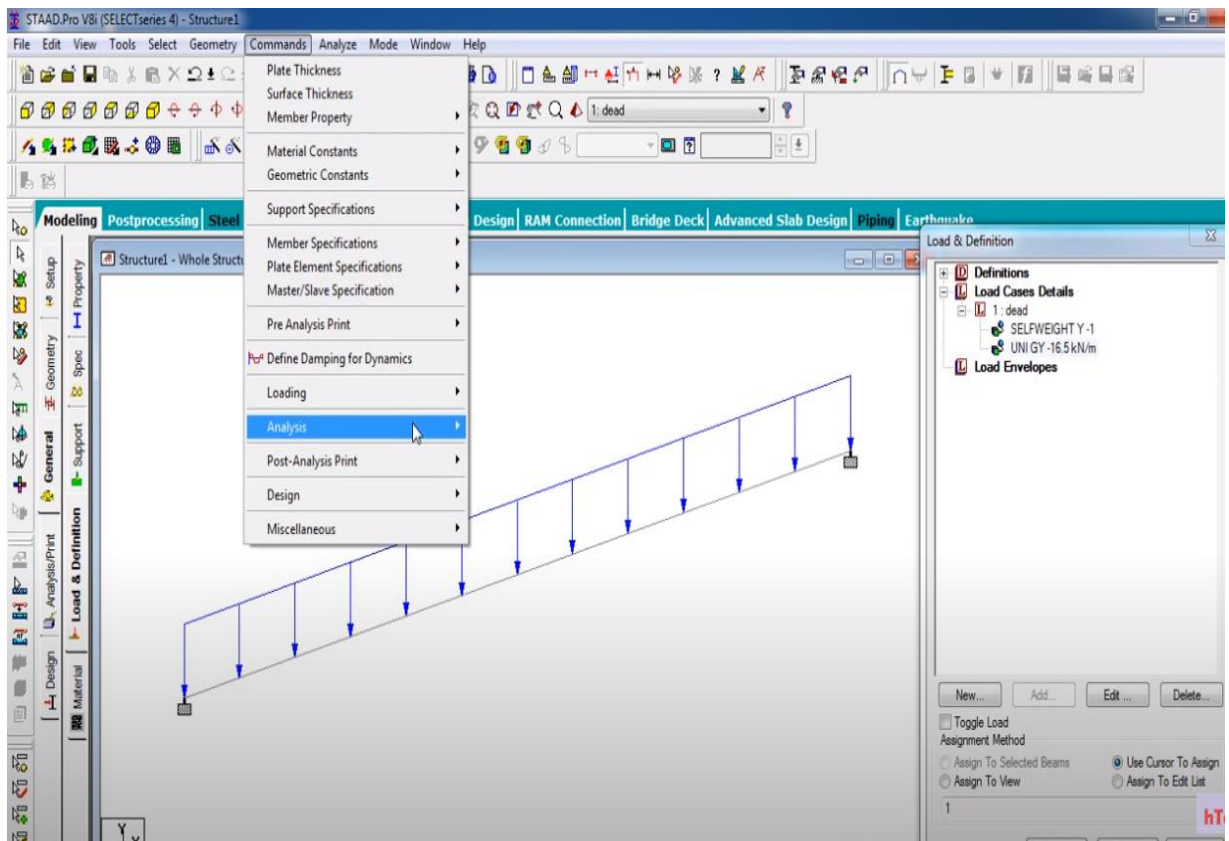 STAAD.Pro V8i (SELECTseries 4) - Structure1
File Edit View Tools Select Geometry Commands Analyze Mode Window Help
1: dead
Plate Thickness
Surface Thickness
Member Property
Material Constants
Geometric Constants
Support Specifications
Member Specifications
Plate Element Specifications
Master/Slave Specification
Pre Analysis Print
Define Damping for Dynamics
Loading
Analysis
Post-Analysis Print
Design
Miscellaneous
Modeling Postprocessing Steel Design RAM Connection Bridge Deck Advanced Slab Design Piping Earthquake
Structure1 - Whole Struct
Setup
Geometry
General
Analysis/Print
Design
Property
Spec
Support
Load & Definition
Material
Y
Load & Definition
Definitions
Load Cases Details
1 : dead
SELFWEIGHT Y -1
UNI GY -16.5 kN/m
Load Envelopes
New... Add... Edit ... Delete...
Toggle Load
Assignment Method
Assign To Selected Beams Use Cursor To Assign
Assign To View Assign To Edit List
1